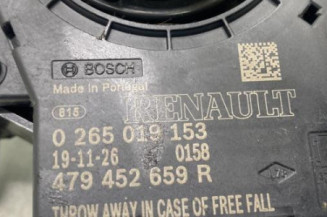 BOSCH
Made in Portugal
615 RENAULT
0 265 019 153
19-11-26 0158
479 452 659 R
THROW AWAY IN CASE OF FREE FALL